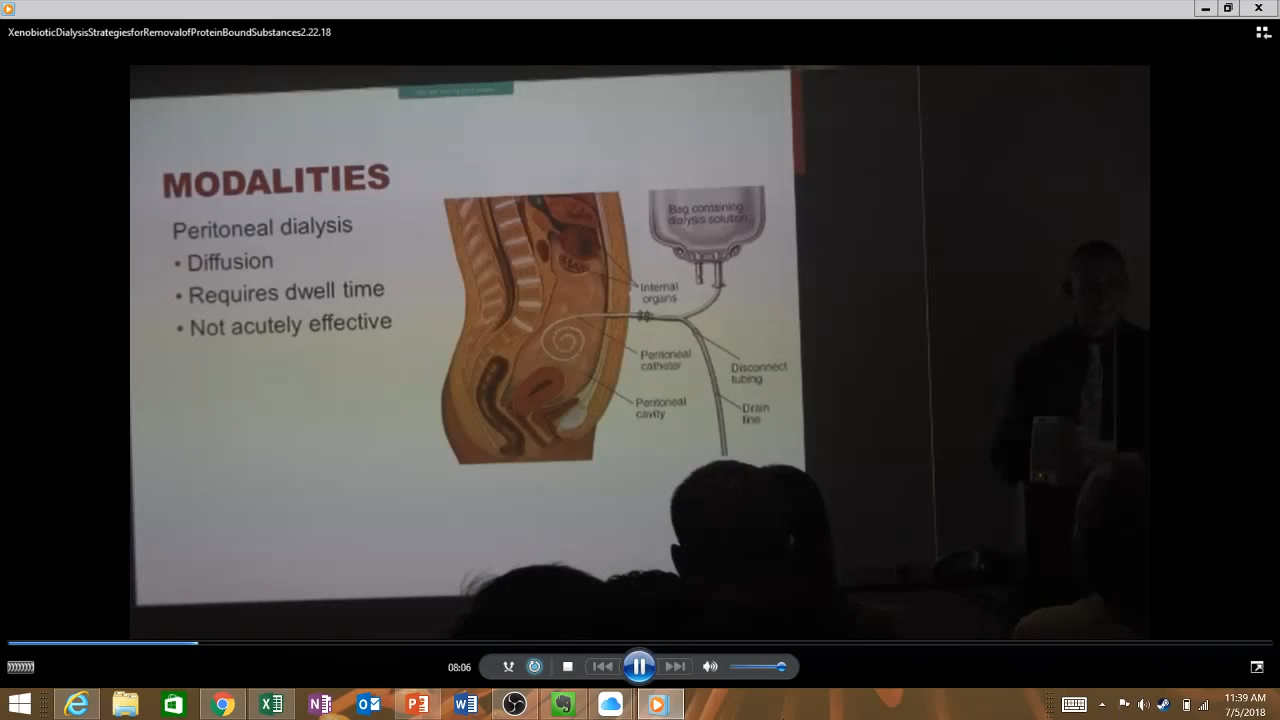 XenobioticDialysisStrategiesforRemovalofProteinBoundSubstances2.22.18
MODALITIES
Peritoneal dialysis
• Diffusion
• Requires dwell time
• Not acutely effective
Bag containing
dialysis solution
Internal
organs
Peritoneal
catheter
Disconnect
tubing
Peritoneal
cavity
Drain
line
08:06
11:39 AM
7/5/2018